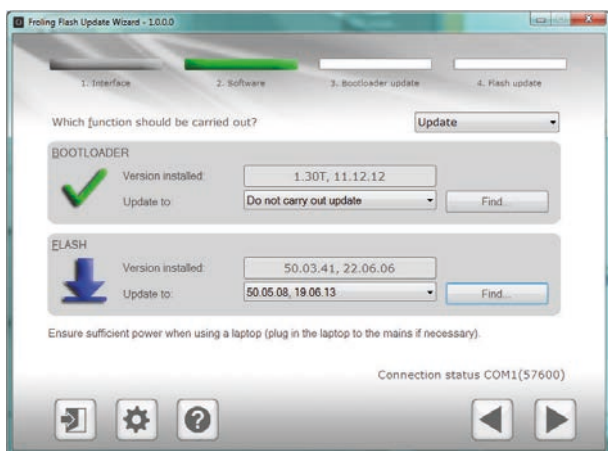 Froling Flash Update Wizard - 1.0.0.0
1. Interface 2. Software 3. Bootloader update 4. Flash update
Which function should be carried out? Update
BOOTLOADER
Version installed: 1.30T, 11.12.12
Update to: Do not carry out update Find...
FLASH
Version installed: 50.03.41, 22.06.06
Update to: 50.05.08, 19.06.13 Find...
Ensure sufficient power when using a laptop (plug in the laptop to the mains if necessary).
Connection status COM1(57600)